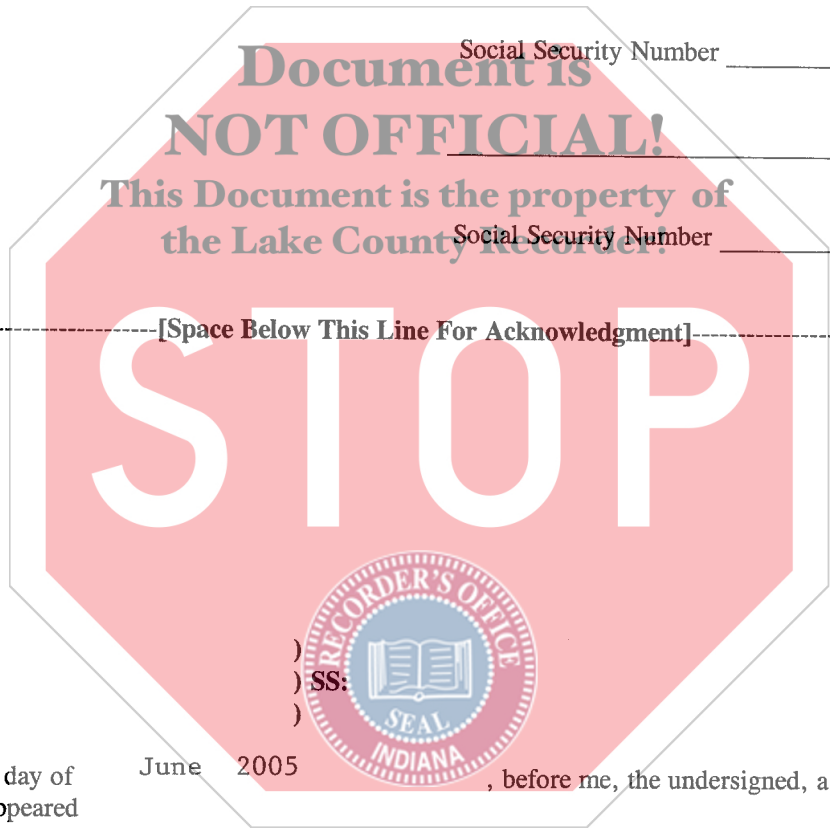 Social Security Number
Document is
NOT OFFICIAL!
This Document is the property of
the Lake County Recorder!
Social Security Number
[Space Below This Line For Acknowledgment]
STOP
RECORDER'S OFFICE
SEAL
INDIANA
)
) SS:
)
day of June 2005 , before me, the undersigned, a
ppeared